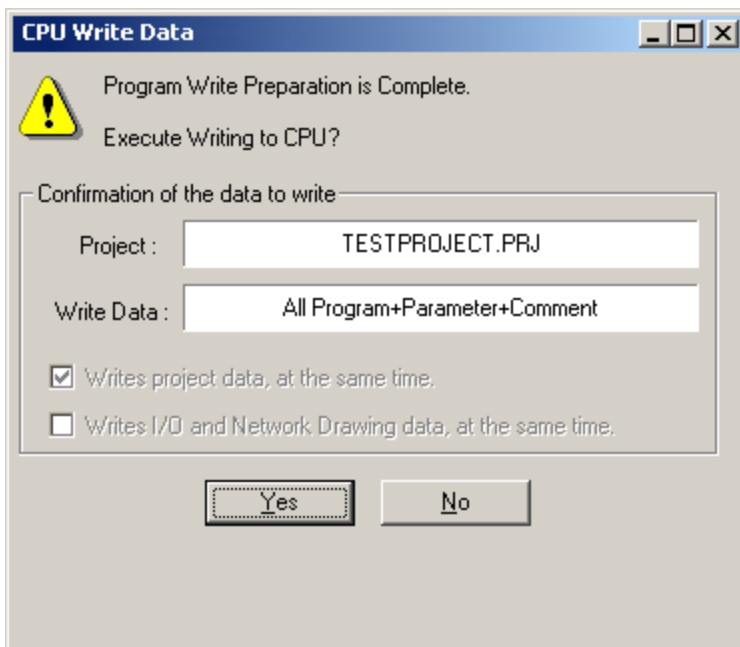 CPU Write Data
Program Write Preparation is Complete.
Execute Writing to CPU?
Confirmation of the data to write
Project : TESTPROJECT.PRJ
Write Data : All Program+Parameter+Comment
Writes project data, at the same time.
Writes I/O and Network Drawing data, at the same time.
Yes No